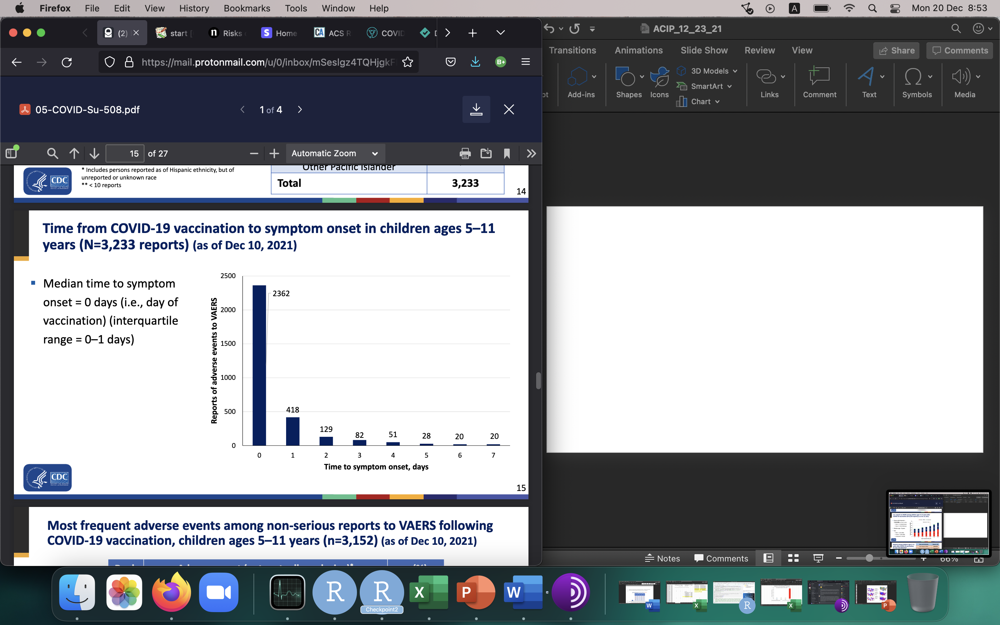 Firefox File Edit View History Bookmarks Tools Window Help
A
Mon 20 Dec 8:53
(2)
start
n Risks
S Home
CA ACS R
COVID
https://mail.protonmail.com/u/0/inbox/mSesIgz4TQHjgkF
B+
05-COVID-Su-508.pdf
1 of 4
15 of 27
Automatic Zoom
* Includes persons reported as of Hispanic ethnicity, but of
unreported or unknown race
** < 10 reports
Other Pacific Islander
Total 3,233
CDC
14
Time from COVID-19 vaccination to symptom onset in children ages 5–11
years (N=3,233 reports) (as of Dec 10, 2021)
Median time to symptom
onset = 0 days (i.e., day of
vaccination) (interquartile
range = 0–1 days)
Reports of adverse events to VAERS
2500
2000
1500
1000
500
0
2362
418
129
82
51
28
20
20
0 1 2 3 4 5 6 7
Time to symptom onset, days
CDC
15
Most frequent adverse events among non-serious reports to VAERS following
COVID-19 vaccination, children ages 5–11 years (n=3,152) (as of Dec 10, 2021)
ACIP_12_23_21
Transitions Animations Slide Show Review View
Share
Comments
Add-ins
Shapes
Icons
3D Models
SmartArt
Chart
Links
Comment
Text
Symbols
Media
Notes
Comments
66%
R
R
Checkpoint2
X
P
W
W
X
R
X
P